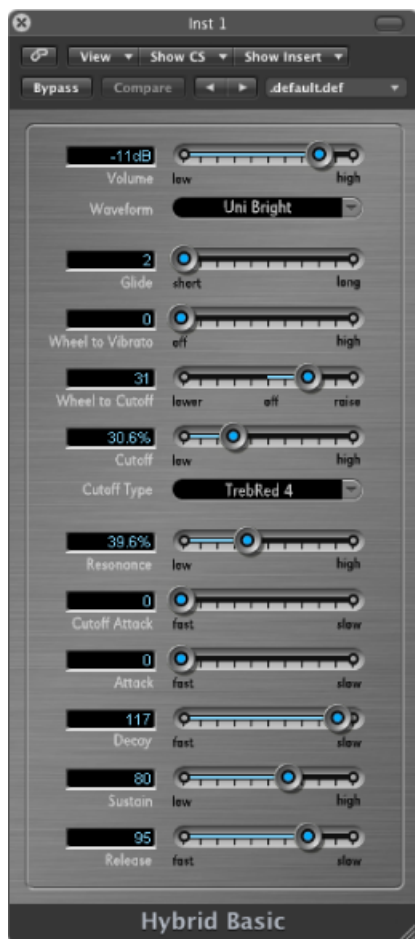 Inst 1
View Show CS Show Insert
Bypass Compare .default.def
-11dB
Volume low high
Waveform Uni Bright
2
Glide short long
0
Wheel to Vibrato off high
31
Wheel to Cutoff lower off raise
30.6%
Cutoff low high
Cutoff Type TrebRed 4
39.6%
Resonance low high
0
Cutoff Attack fast slow
0
Attack fast slow
117
Decay fast slow
80
Sustain low high
95
Release fast slow
Hybrid Basic